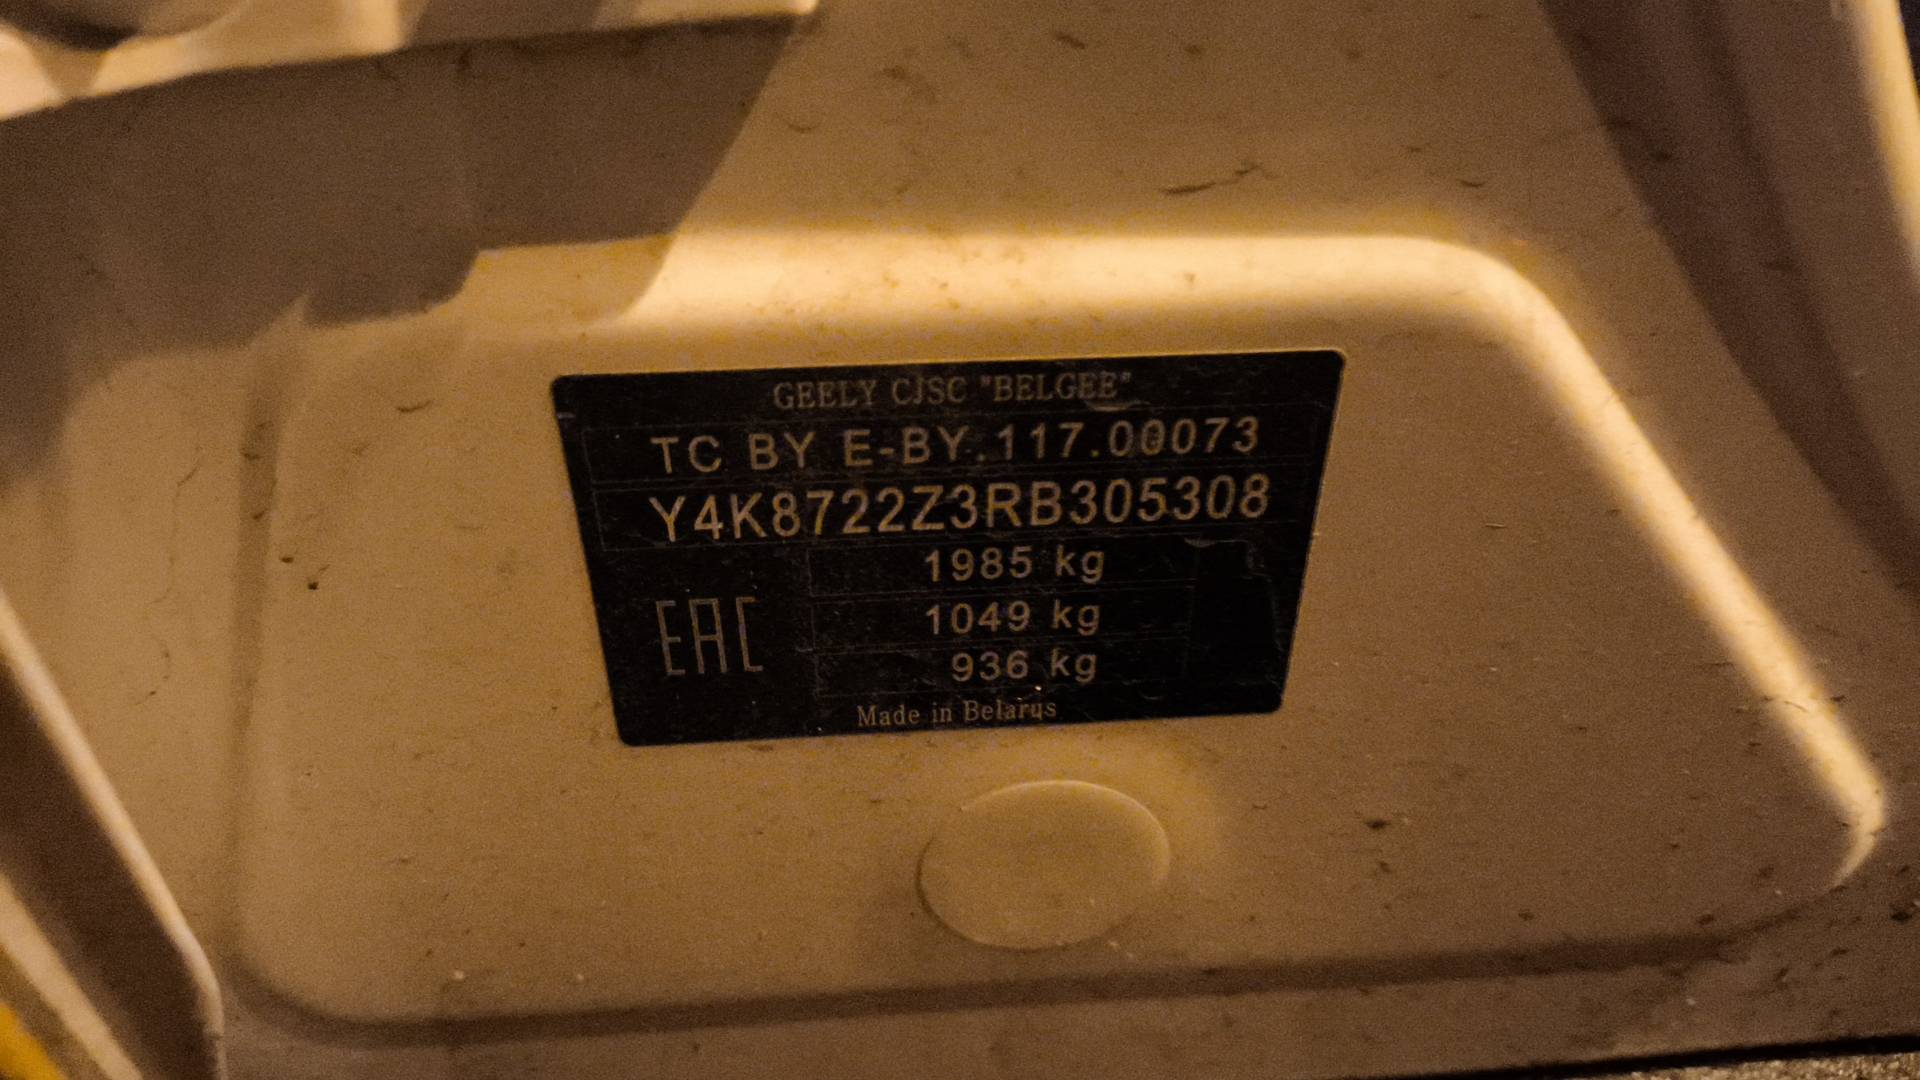 GEELY CJSC "BELGEE"
TC BY E-BY.117.00073
Y4K8722Z3RB305308
1985 kg
1049 kg
936 kg
EAC
Made in Belarus